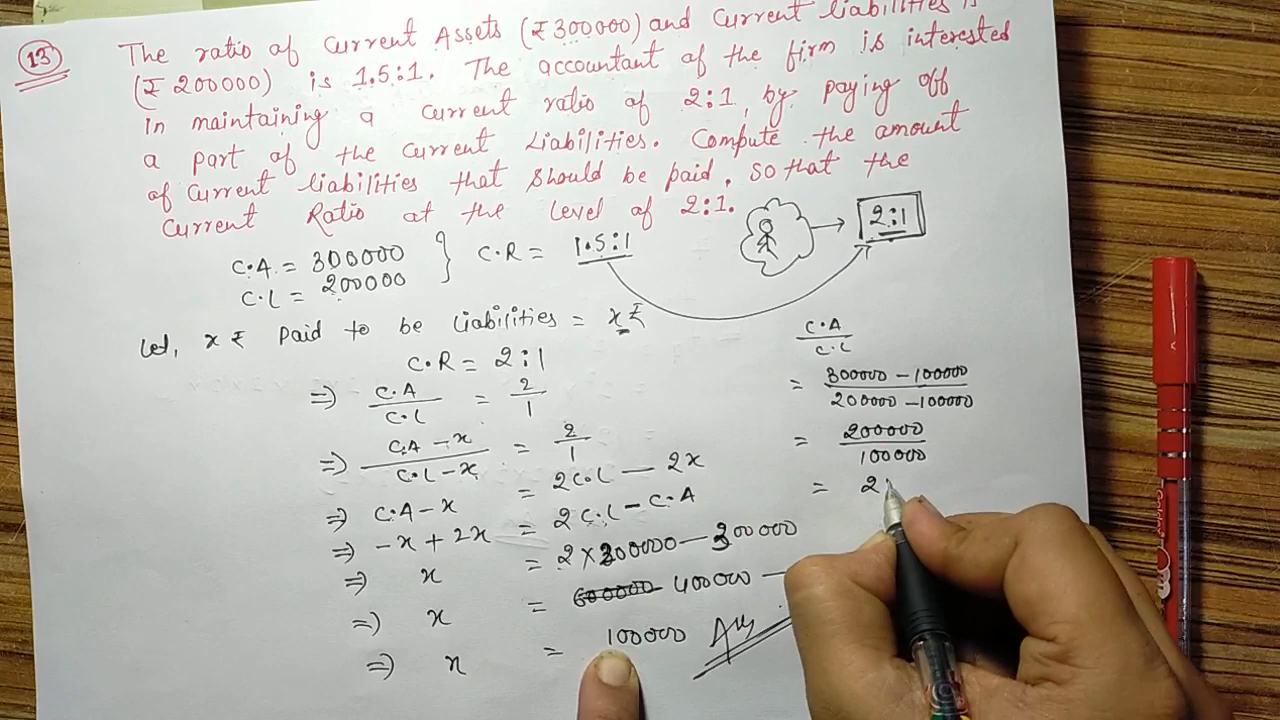 13
The ratio of Current Assets (₹300000) and Current liabilities is
(₹200000) is 1.5:1. The accountant of the firm is interested
in maintaining a current ratio of 2:1, by paying off
a part of the current Liabilities. Compute the amount
of Current liabilities that should be paid, so that the
Current Ratio at the level of 2:1.
2:1
C.A. = 300000
C.L = 200000 } C.R = 1.5:1
Let, x ₹ paid to be liabilities = x₹
C.R = 2:1
⇒ C.A / C.L = 2/1
⇒ C.A - x / C.L - x = 2/1
⇒ C.A - x = 2C.L - 2x
⇒ -x + 2x = 2C.L - C.A
⇒ x = 2×200000 - 300000
⇒ x = 400000 -
⇒ x = 100000 Ans
C.A / C.L
= 300000 - 100000 / 200000 - 100000
= 200000 / 100000
= 2